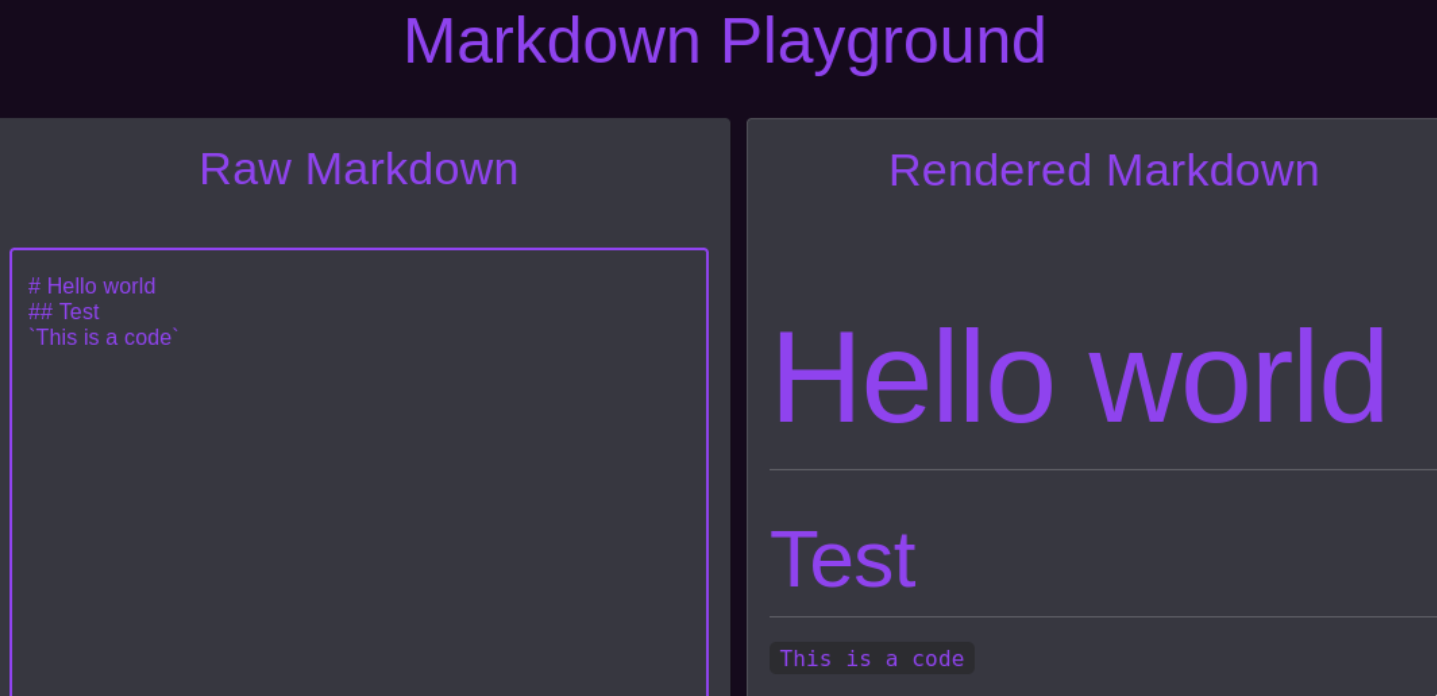 Markdown Playground
Raw Markdown
# Hello world
## Test
`This is a code`
Rendered Markdown
Hello world
Test
This is a code